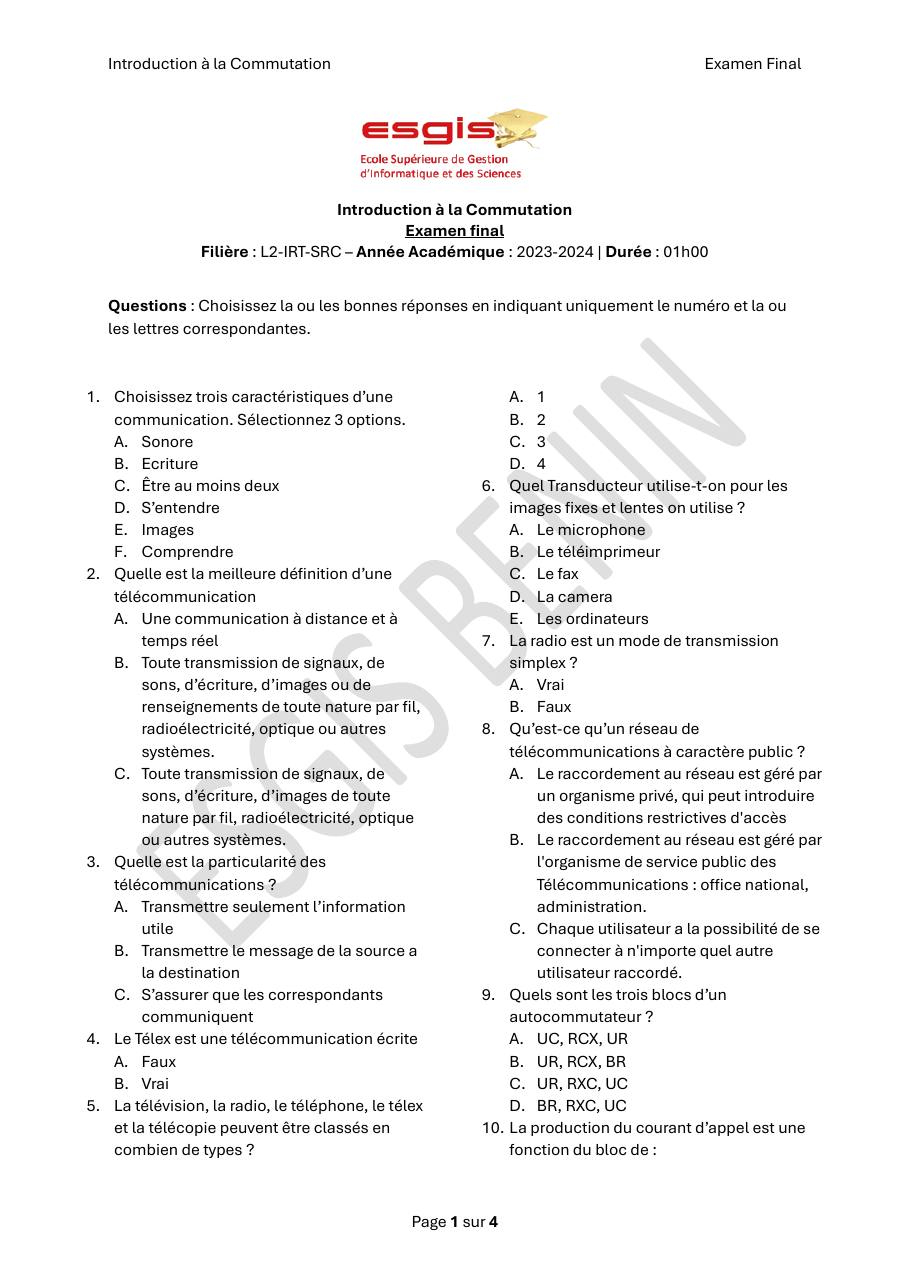 Introduction à la Commutation Examen Final
esgis
Ecole Supérieure de Gestion
d'Informatique et des Sciences
Introduction à la Commutation
Examen final
Filière : L2-IRT-SRC – Année Académique : 2023-2024 | Durée : 01h00
Questions : Choisissez la ou les bonnes réponses en indiquant uniquement le numéro et la ou
les lettres correspondantes.
1. Choisissez trois caractéristiques d'une
communication. Sélectionnez 3 options.
A. Sonore
B. Ecriture
C. Être au moins deux
D. S'entendre
E. Images
F. Comprendre
2. Quelle est la meilleure définition d'une
télécommunication
A. Une communication à distance et à
temps réel
B. Toute transmission de signaux, de
sons, d'écriture, d'images ou de
renseignements de toute nature par fil,
radioélectricité, optique ou autres
systèmes.
C. Toute transmission de signaux, de
sons, d'écriture, d'images de toute
nature par fil, radioélectricité, optique
ou autres systèmes.
3. Quelle est la particularité des
télécommunications ?
A. Transmettre seulement l'information
utile
B. Transmettre le message de la source a
la destination
C. S'assurer que les correspondants
communiquent
4. Le Télex est une télécommunication écrite
A. Faux
B. Vrai
5. La télévision, la radio, le téléphone, le télex
et la télécopie peuvent être classés en
combien de types ?
A. 1
B. 2
C. 3
D. 4
6. Quel Transducteur utilise-t-on pour les
images fixes et lentes on utilise ?
A. Le microphone
B. Le téléimprimeur
C. Le fax
D. La camera
E. Les ordinateurs
7. La radio est un mode de transmission
simplex ?
A. Vrai
B. Faux
8. Qu'est-ce qu'un réseau de
télécommunications à caractère public ?
A. Le raccordement au réseau est géré par
un organisme privé, qui peut introduire
des conditions restrictives d'accès
B. Le raccordement au réseau est géré par
l'organisme de service public des
Télécommunications : office national,
administration.
C. Chaque utilisateur a la possibilité de se
connecter à n'importe quel autre
utilisateur raccordé.
9. Quels sont les trois blocs d'un
autocommutateur ?
A. UC, RCX, UR
B. UR, RCX, BR
C. UR, RXC, UC
D. BR, RXC, UC
10. La production du courant d'appel est une
fonction du bloc de :
ESGIS BENIN
Page 1 sur 4